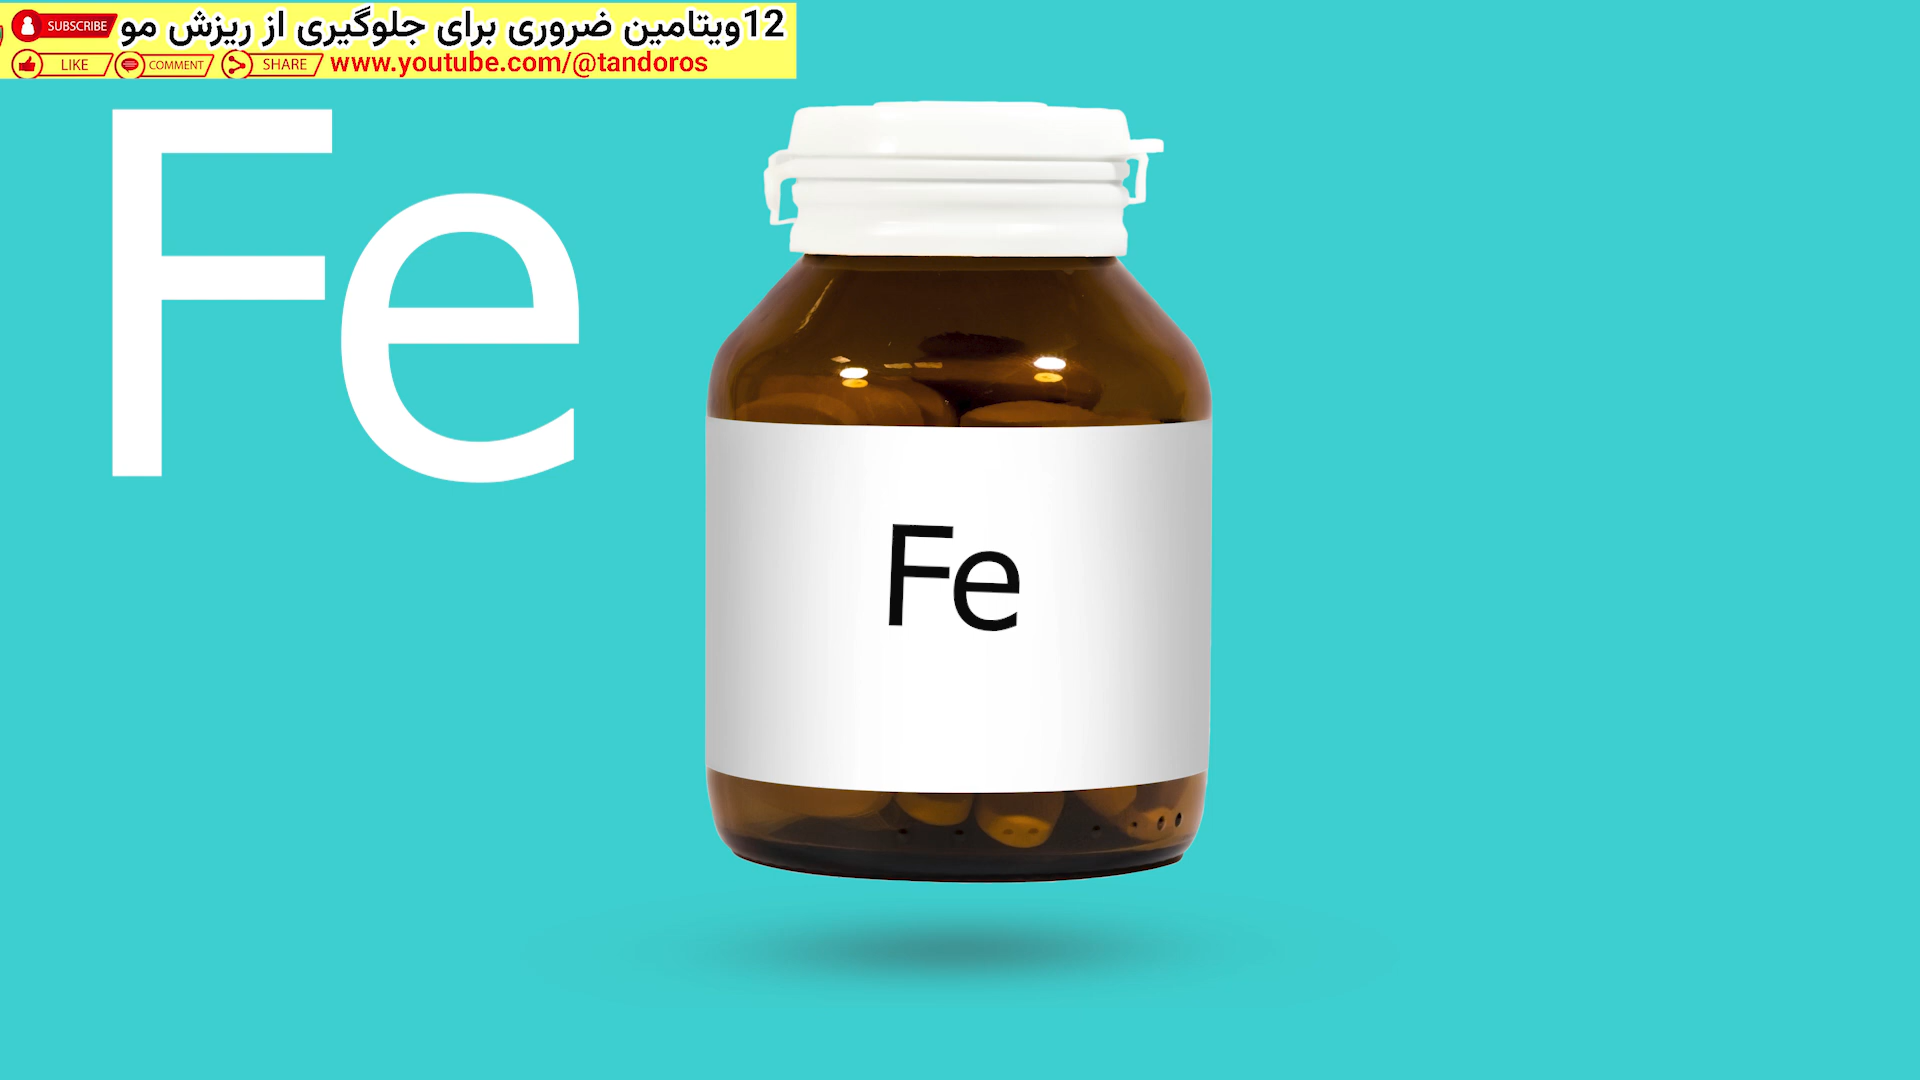 12ویتامین ضروری برای جلوگیری از ریزش مو
SUBSCRIBE
LIKE
COMMENT
SHARE
www.youtube.com/@tandoros
Fe
Fe